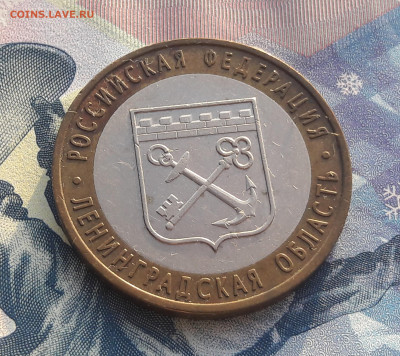 COINS.LAVE.RU
РОССИЙСКАЯ ФЕДЕРАЦИЯ
• ЛЕНИНГРАДСКАЯ ОБЛАСТЬ •